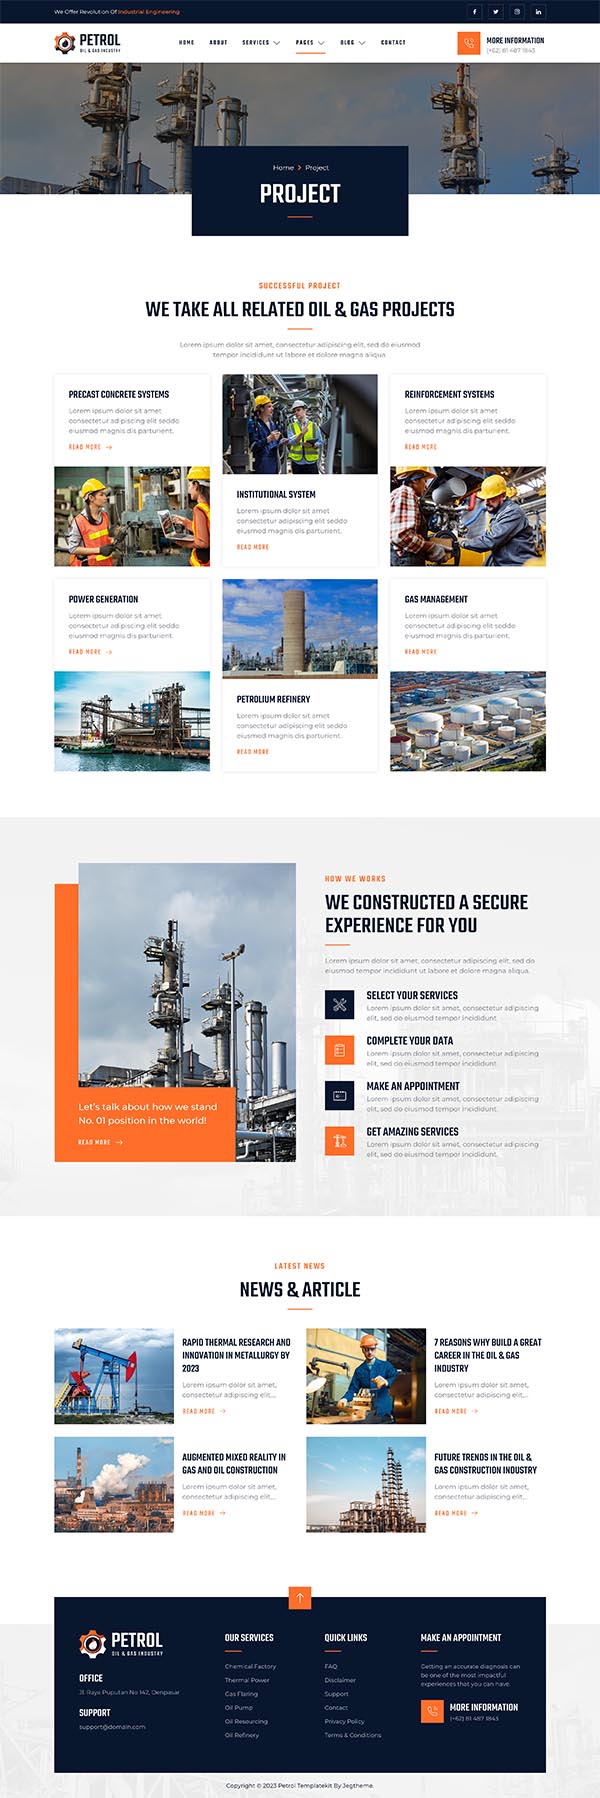 We Offer Revolution Of Industrial Engineering
PETROL
OIL & GAS INDUSTRY
HOME
ABOUT
SERVICES
PAGES
BLOG
CONTACT
MORE INFORMATION
(+62) 81 487 1843
Home > Project
PROJECT
SUCCESSFUL PROJECT
WE TAKE ALL RELATED OIL & GAS PROJECTS
Lorem ipsum dolor sit amet, consectetur adipiscing elit, sed do eiusmod
tempor incididunt ut labore et dolore magna aliqua.
PRECAST CONCRETE SYSTEMS
Lorem ipsum dolor sit amet
consectetur adipiscing elit seddo
eiusmod magnis dis parturient.
READ MORE
INSTITUTIONAL SYSTEM
Lorem ipsum dolor sit amet
consectetur adipiscing elit seddo
eiusmod magnis dis parturient.
READ MORE
REINFORCEMENT SYSTEMS
Lorem ipsum dolor sit amet
consectetur adipiscing elit seddo
eiusmod magnis dis parturient.
READ MORE
POWER GENERATION
Lorem ipsum dolor sit amet
consectetur adipiscing elit seddo
eiusmod magnis dis parturient.
READ MORE
PETROLIUM REFINERY
Lorem ipsum dolor sit amet
consectetur adipiscing elit seddo
eiusmod magnis dis parturient.
READ MORE
GAS MANAGEMENT
Lorem ipsum dolor sit amet
consectetur adipiscing elit seddo
eiusmod magnis dis parturient.
READ MORE
Let's talk about how we stand
No. 01 position in the world!
READ MORE
HOW WE WORKS
WE CONSTRUCTED A SECURE
EXPERIENCE FOR YOU
Lorem ipsum dolor sit amet, consectetur adipiscing elit, sed do
eiusmod tempor incididunt ut labore et dolore magna aliqua.
SELECT YOUR SERVICES
Lorem ipsum dolor sit amet, consectetur adipiscing
elit, sed do eiusmod tempor incididunt.
COMPLETE YOUR DATA
Lorem ipsum dolor sit amet, consectetur adipiscing
elit, sed do eiusmod tempor incididunt.
MAKE AN APPOINTMENT
Lorem ipsum dolor sit amet, consectetur adipiscing
elit, sed do eiusmod tempor incididunt.
GET AMAZING SERVICES
Lorem ipsum dolor sit amet, consectetur adipiscing
elit, sed do eiusmod tempor incididunt.
LATEST NEWS
NEWS & ARTICLE
RAPID THERMAL RESEARCH AND
INNOVATION IN METALLURGY BY
2023
Lorem ipsum dolor sit amet,
consectetur adipiscing elit,...
READ MORE
7 REASONS WHY BUILD A GREAT
CAREER IN THE OIL & GAS
INDUSTRY
Lorem ipsum dolor sit amet,
consectetur adipiscing elit,...
READ MORE
AUGMENTED MIXED REALITY IN
GAS AND OIL CONSTRUCTION
Lorem ipsum dolor sit amet,
consectetur adipiscing elit,...
READ MORE
FUTURE TRENDS IN THE OIL &
GAS CONSTRUCTION INDUSTRY
Lorem ipsum dolor sit amet,
consectetur adipiscing elit,...
READ MORE
PETROL
OIL & GAS INDUSTRY
OFFICE
Jl. Raya Puputan No 142, Denpasar
SUPPORT
support@domain.com
OUR SERVICES
Chemical Factory
Thermal Power
Gas Flaring
Oil Pump
Oil Resourcing
Oil Refinery
QUICK LINKS
FAQ
Disclaimer
Support
Contact
Privacy Policy
Terms & Conditions
MAKE AN APPOINTMENT
Getting an accurate diagnosis can
be one of the most impactful
experiences that you can have.
MORE INFORMATION
(+62) 81 487 1843
Copyright © 2023 Petrol Templatekit By Jegtheme.